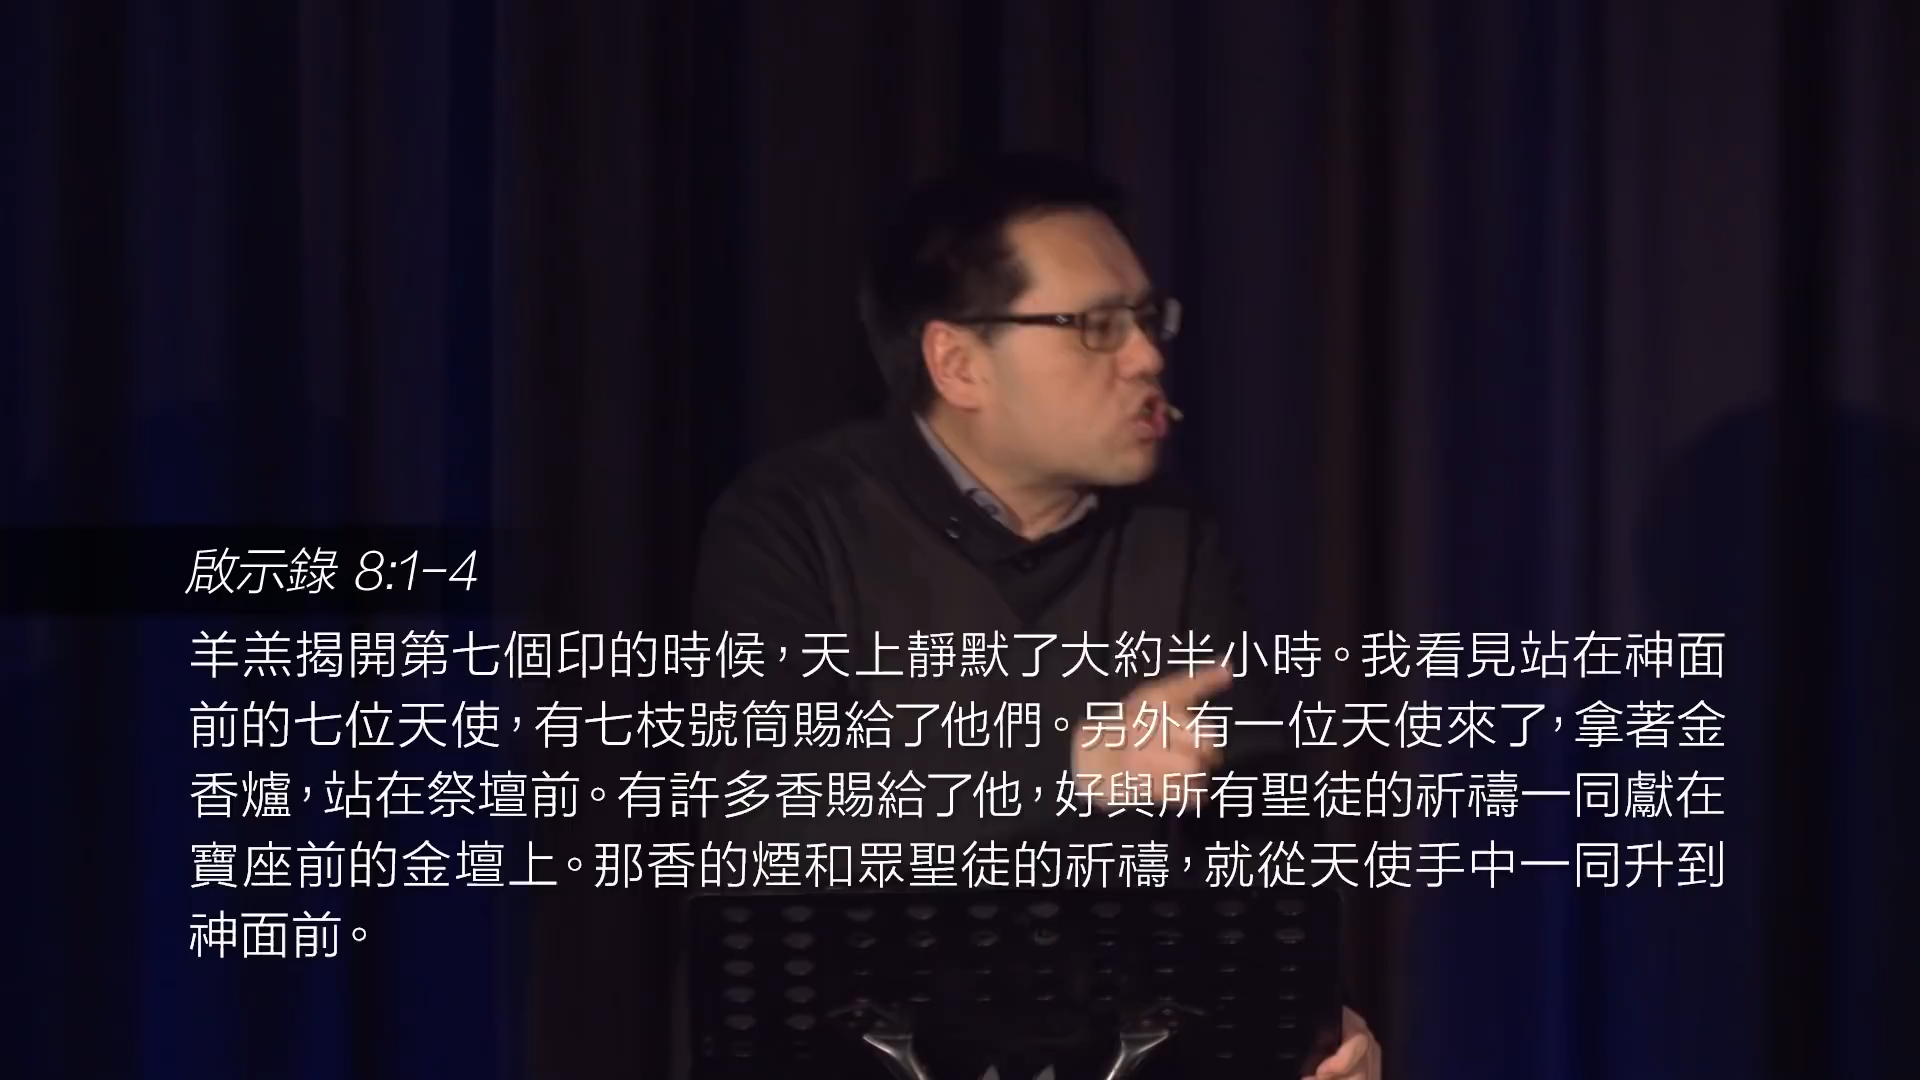 啟示錄 8:1-4
羊羔揭開第七個印的時候，天上靜默了大約半小時。我看見站在神面
前的七位天使，有七枝號筒賜給了他們。另外有一位天使來了，拿著金
香爐，站在祭壇前。有許多香賜給了他，好與所有聖徒的祈禱一同獻在
寶座前的金壇上。那香的煙和眾聖徒的祈禱，就從天使手中一同升到
神面前。